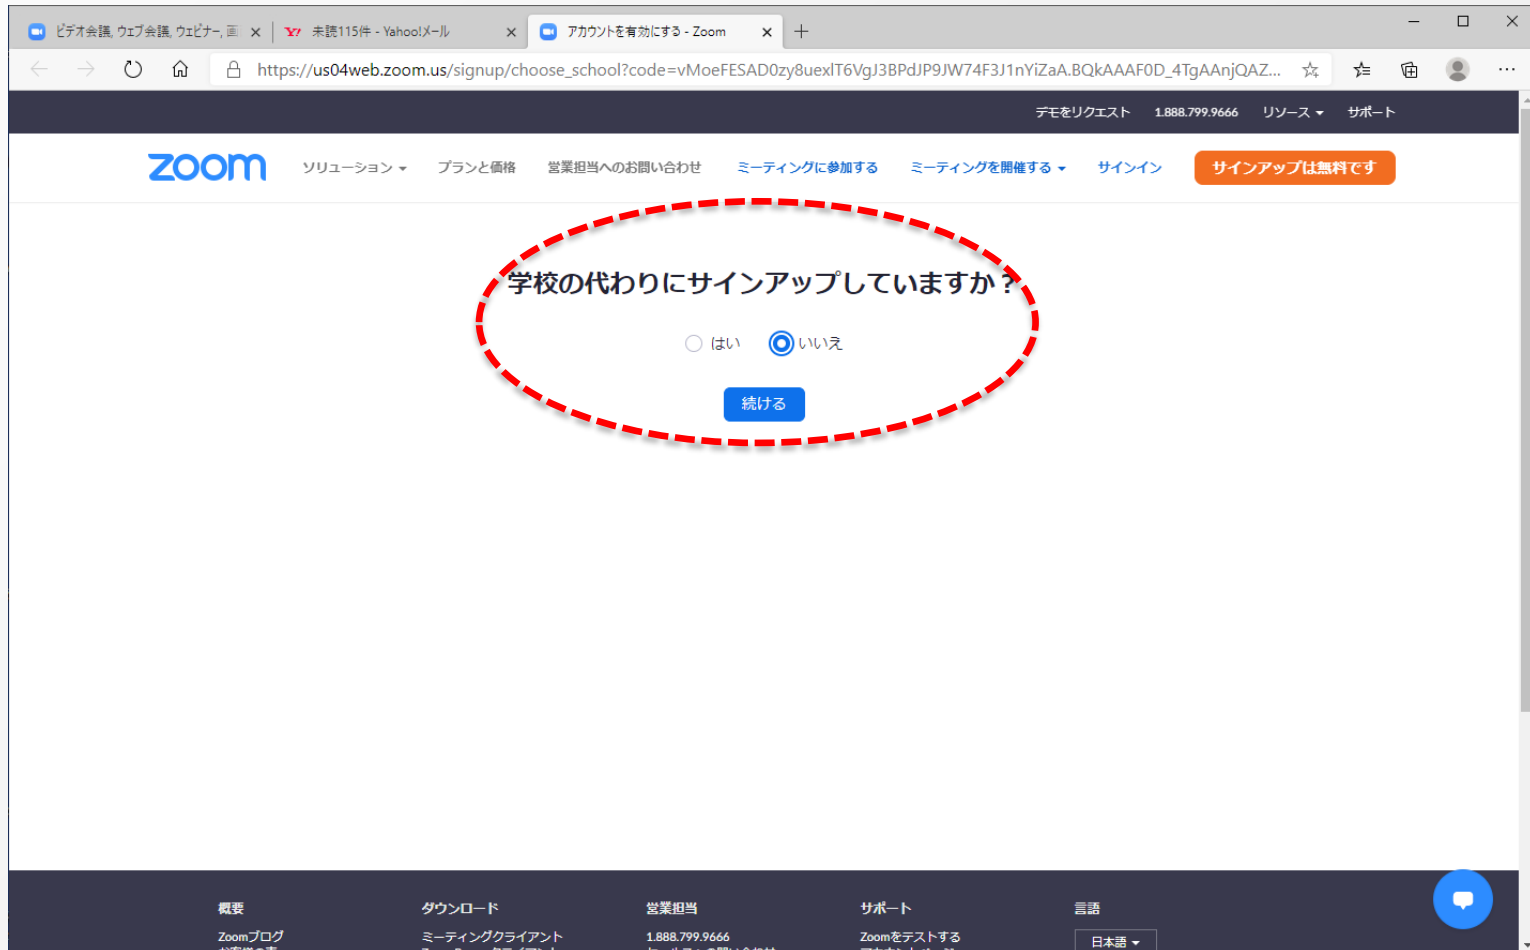 ビデオ会議, ウェブ会議, ウェビナー, 画
未読115件 - Yahoo!メール
アカウントを有効にする - Zoom
https://us04web.zoom.us/signup/choose_school?code=vMoeFESAD0zy8uexlT6VgJ3BPdJP9JW74F3J1nYiZaA.BQkAAAF0D_4TgAAnjQAZ...
デモをリクエスト 1.888.799.9666 リソース サポート
zoom ソリューション プランと価格 営業担当へのお問い合わせ ミーティングに参加する ミーティングを開催する サインイン サインアップは無料です
学校の代わりにサインアップしていますか？
はい いいえ
続ける
概要 ダウンロード 営業担当 サポート 言語
Zoomブログ ミーティングクライアント 1.888.799.9666 Zoomをテストする 日本語